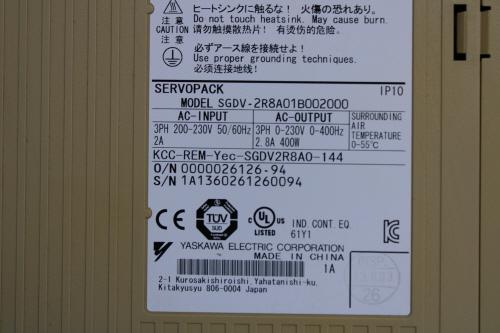 ヒートシンクに触るな! 火傷の恐れあり
注意 Do not touch heatsink. May cause burn.
CAUTION 请勿触摸散热片! 有烫伤的危险.
注意
必ずアース線を接続せよ!
Use proper grounding techniques.
必须连接地线!
SERVOPACK IP10
MODEL SGDV-2R8A01B002000
AC-INPUT AC-OUTPUT SURROUNDING AIR TEMPERATURE 0-55℃
3PH 200-230V 50/60Hz 3PH 0-230V 0-400Hz
2A 2.8A 400W
KCC-REM-Yec-SGDV2R8A0-144
O/N 0000026126-94
S/N 1A1360261260094
CE TÜV SÜD C UL US LISTED IND. CONT. EQ. 61Y1
YASKAWA ELECTRIC CORPORATION
MADE IN CHINA
1A
2-1 Kurosakishiroishi, Yahatanishi-ku,
Kitakyusyu 806-0004 Japan
26